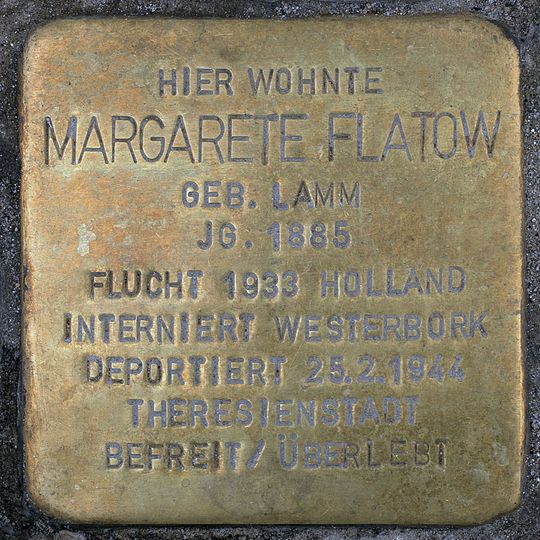 HIER WOHNTE
MARGARETE FLATOW
GEB. LAMM
JG. 1885
FLUCHT 1933 HOLLAND
INTERNIERT WESTERBORK
DEPORTIERT 25.2.1944
THERESIENSTADT
BEFREIT/ÜBERLEBT